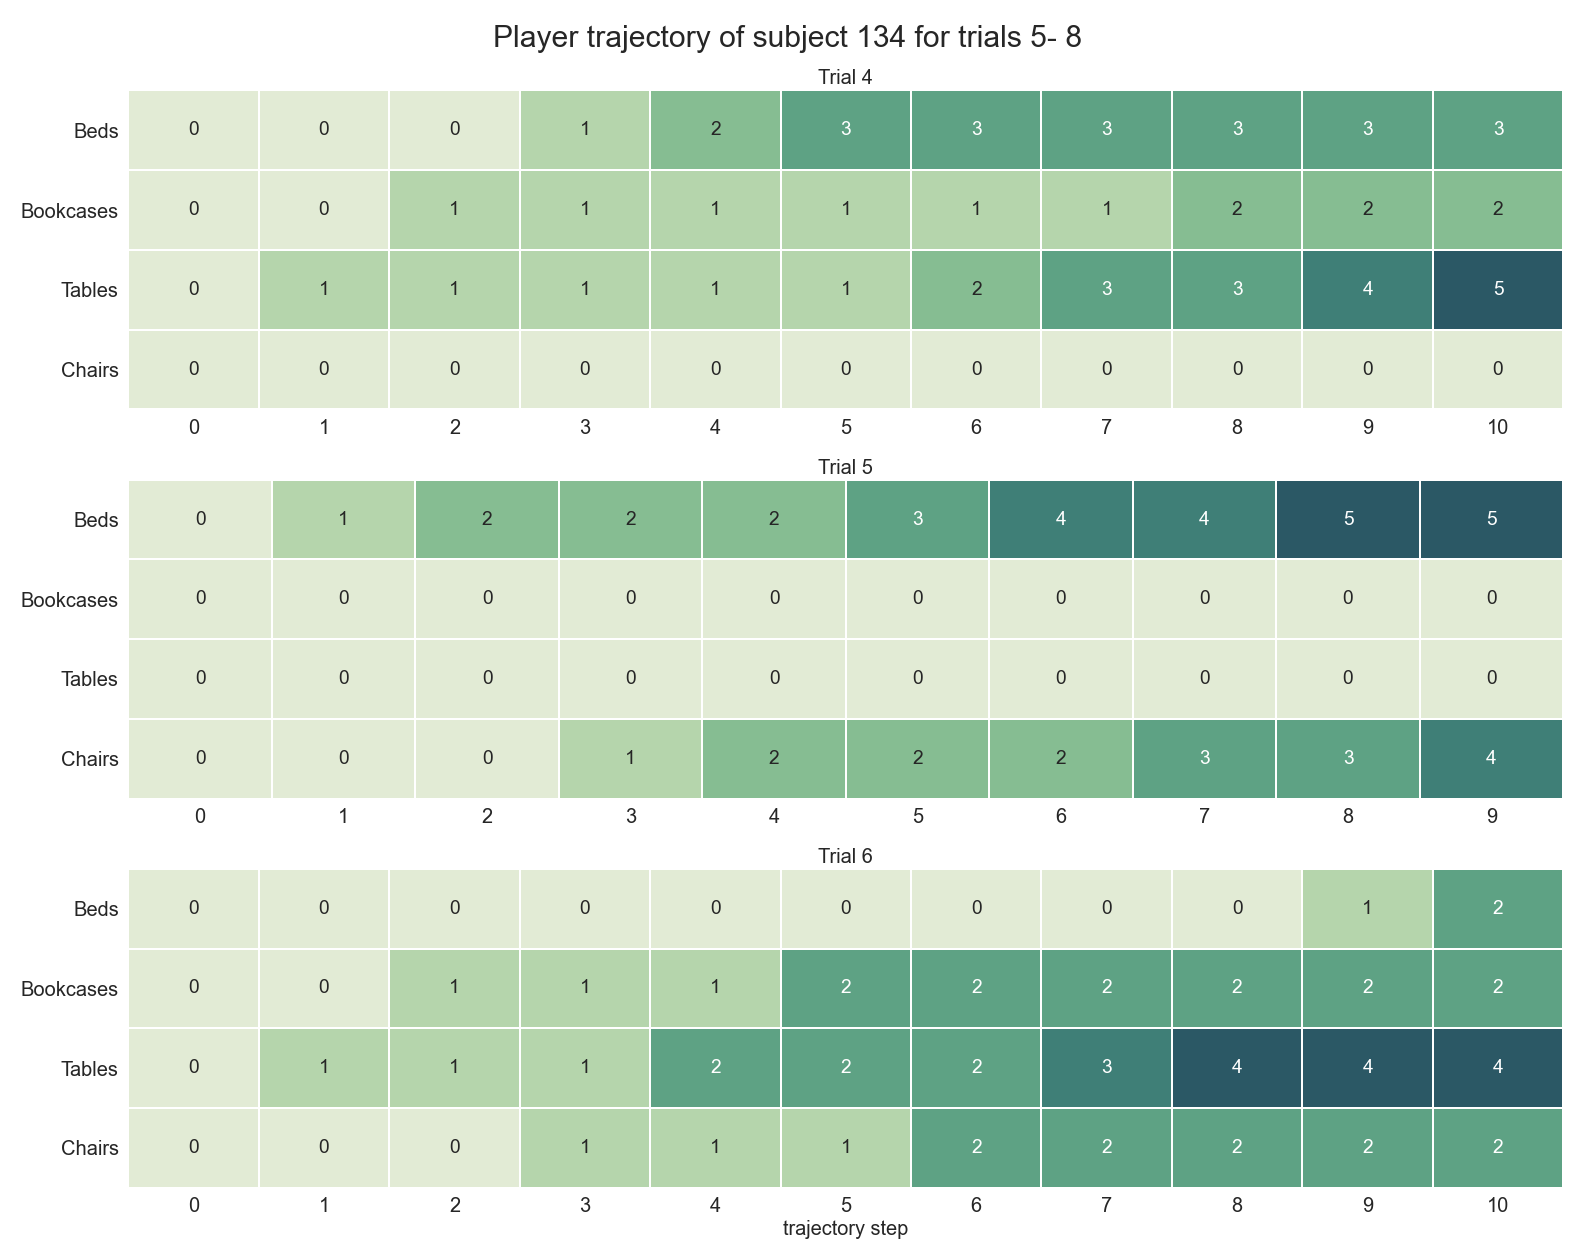 Player trajectory of subject 134 for trials 5- 8
Trial 4
Beds 0 0 0 1 2 3 3 3 3 3 3
Bookcases 0 0 1 1 1 1 1 1 2 2 2
Tables 0 1 1 1 1 1 2 3 3 4 5
Chairs 0 0 0 0 0 0 0 0 0 0 0
0 1 2 3 4 5 6 7 8 9 10
Trial 5
Beds 0 1 2 2 2 3 4 4 5 5
Bookcases 0 0 0 0 0 0 0 0 0 0
Tables 0 0 0 0 0 0 0 0 0 0
Chairs 0 0 0 1 2 2 2 3 3 4
0 1 2 3 4 5 6 7 8 9
Trial 6
Beds 0 0 0 0 0 0 0 0 0 1 2
Bookcases 0 0 1 1 1 2 2 2 2 2 2
Tables 0 1 1 1 2 2 2 3 4 4 4
Chairs 0 0 0 1 1 1 2 2 2 2 2
0 1 2 3 4 5 6 7 8 9 10
trajectory step